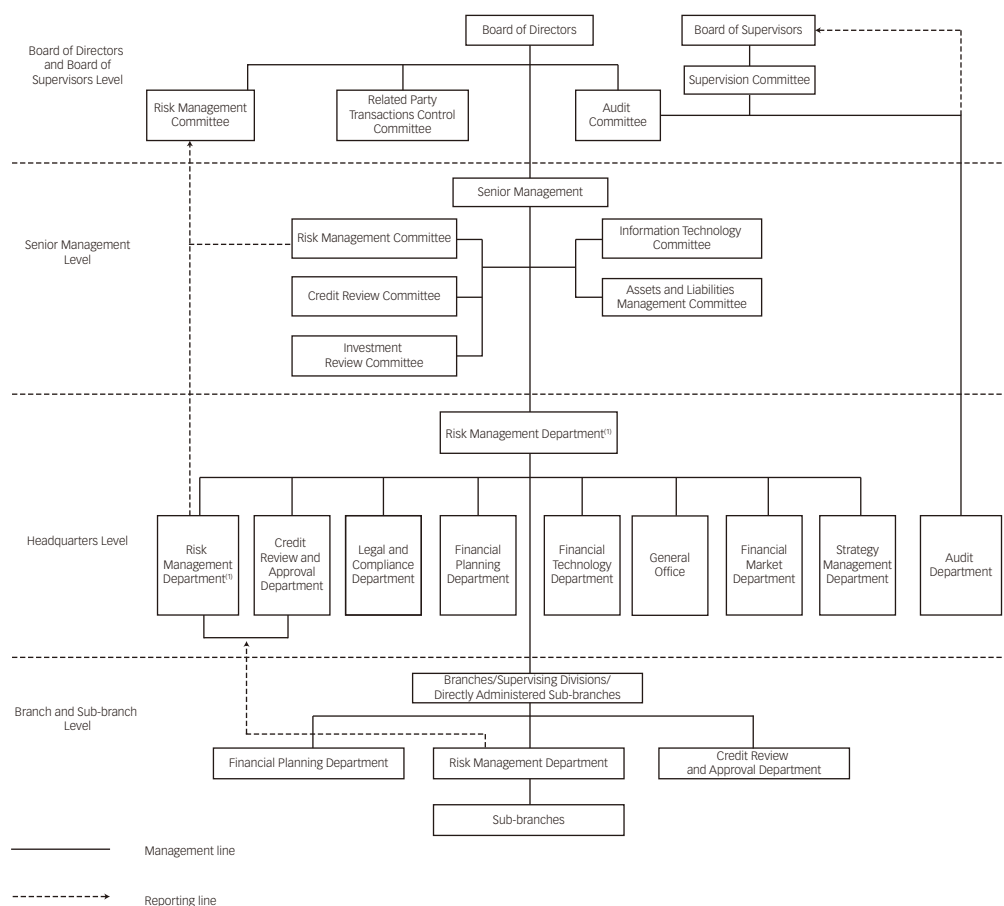 Board of Directors
and Board of
Supervisors Level
Board of Directors
Board of Supervisors
Supervision Committee
Risk Management
Committee
Related Party
Transactions Control
Committee
Audit
Committee
Senior Management
Level
Senior Management
Risk Management Committee
Information Technology
Committee
Credit Review Committee
Assets and Liabilities
Management Committee
Investment
Review Committee
Headquarters Level
Risk Management Department(1)
Risk
Management
Department(1)
Credit
Review and
Approval
Department
Legal and
Compliance
Department
Financial
Planning
Department
Financial
Technology
Department
General
Office
Financial
Market
Department
Strategy
Management
Department
Audit
Department
Branch and Sub-branch
Level
Branches/Supervising Divisions/
Directly Administered Sub-branches
Financial Planning Department
Risk Management Department
Credit Review
and Approval Department
Sub-branches
Management line
Reporting line